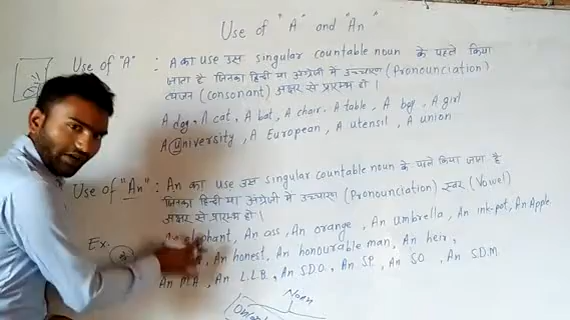 Use of "A" and "An"
Use of "A" : A का use उस singular countable noun के पहले किया
जाता है जिनका हिन्दी या अंग्रेजी में उच्चारण (Pronounciation)
व्यंजन (consonant) अक्षर से प्रारम्भ हो।
A dog, A cat, A bat, A chair, A table, A boy, A girl
A University, A European, A utensil, A union
Use of "An" : An का use उस singular countable noun के पहले किया जाता है
जिनका हिन्दी या अंग्रेजी में उच्चारण (Pronounciation) स्वर (Vowel)
अक्षर से प्रारम्भ हो।
Ex. An elephant, An ass, An orange, An umbrella, An ink-pot, An Apple
An honest, An honourable man, An heir,
An M.A, An L.L.B, An S.D.O, An S.P, An S.O, An S.D.M
Noun